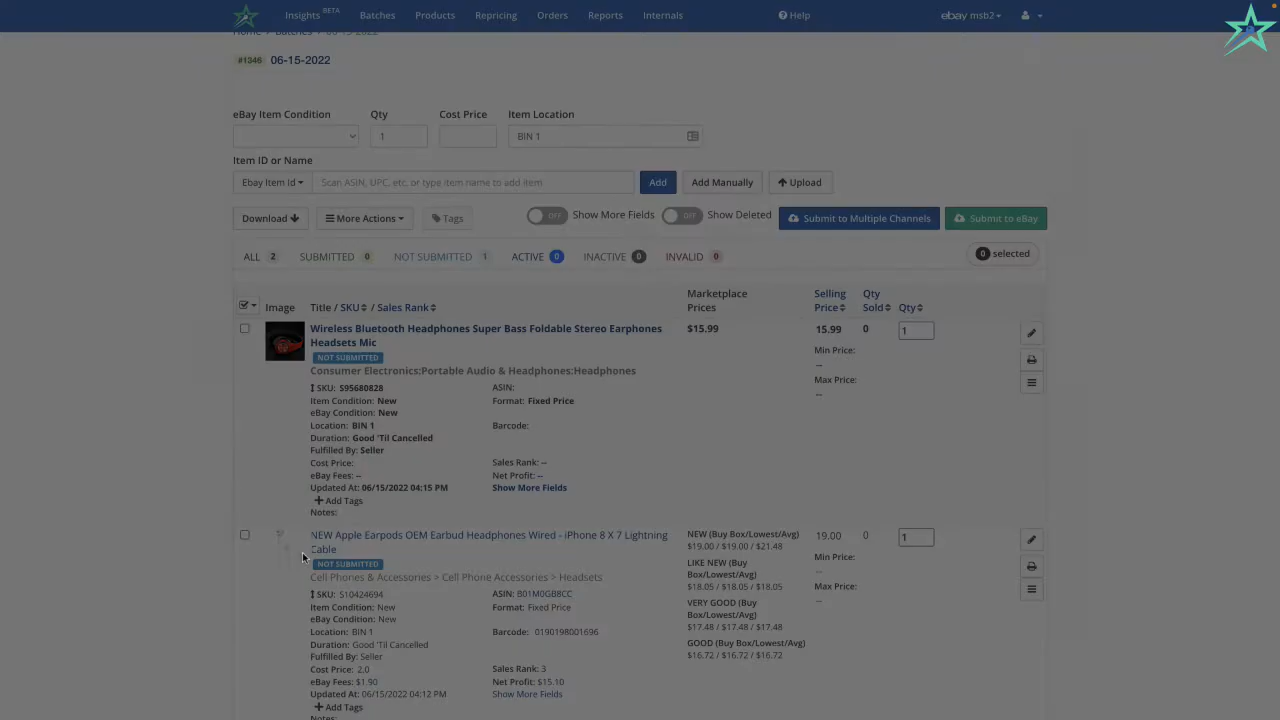 Insights BETA Batches Products Repricing Orders Reports Internals Help ebay msb2
Home > Batches > 06-15-2022
#1346 06-15-2022
eBay Item Condition Qty Cost Price Item Location
1 BIN 1
Item ID or Name
Ebay Item Id Scan ASIN, UPC, etc. or type item name to add item Add Add Manually Upload
Download More Actions Tags OFF Show More Fields OFF Show Deleted Submit to Multiple Channels Submit to eBay
ALL 2 SUBMITTED 0 NOT SUBMITTED 1 ACTIVE 0 INACTIVE 0 INVALID 0 0 selected
Image Title / SKU / Sales Rank Marketplace Prices Selling Price Qty Sold Qty
Wireless Bluetooth Headphones Super Bass Foldable Stereo Earphones $15.99 15.99 0 1
Headsets Mic
NOT SUBMITTED Min Price:
Consumer Electronics;Portable Audio & Headphones;Headphones --
SKU: S95680828 ASIN: Max Price:
--
Item Condition: New Format: Fixed Price
eBay Condition: New
Location: BIN 1 Barcode:
Duration: Good 'Til Cancelled
Fulfilled By: Seller
Cost Price: Sales Rank: --
eBay Fees: -- Net Profit: --
Updated At: 06/15/2022 04:15 PM Show More Fields
Add Tags
Notes:
NEW Apple Earpods OEM Earbud Headphones Wired - iPhone 8 X 7 Lightning
Cable
NOT SUBMITTED
Cell Phones & Accessories > Cell Phone Accessories > Headsets
SKU: S10424694 ASIN: B01M0GB8CC
Item Condition: New Format: Fixed Price
eBay Condition: New
Location: BIN 1 Barcode: 0190198001696
Duration: Good 'Til Cancelled
Fulfilled By: Seller
Cost Price: 2.0 Sales Rank: 3
eBay Fees: $1.90 Net Profit: $15.10
Updated At: 06/15/2022 04:12 PM Show More Fields
Add Tags
Notes:
NEW (Buy Box/Lowest/Avg)
$19.00 / $19.00 / $21.48
LIKE NEW (Buy
Box/Lowest/Avg)
$18.05 / $18.05 / $18.05
VERY GOOD (Buy
Box/Lowest/Avg)
$17.48 / $17.48 / $17.48
GOOD (Buy Box/Lowest/Avg)
$16.72 / $16.72 / $16.72
19.00 0 1
Min Price:
--
Max Price:
--